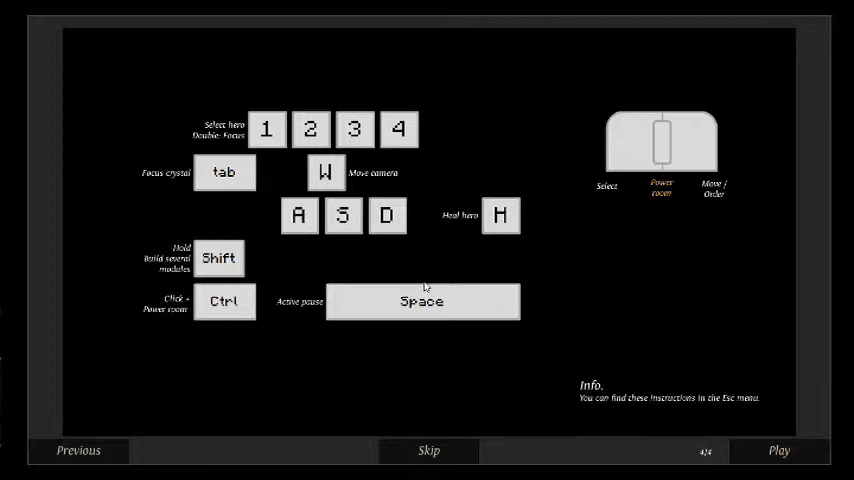 Select hero
Double: Focus
1 2 3 4
Focus crystal
tab
W
Move camera
A S D
Heal hero
H
Hold
Build several
modules
Shift
Click +
Power room
Ctrl
Active pause
Space
Select
Power
room
Move /
Order
Info.
You can find these instructions in the Esc menu.
Previous
Skip
4/4
Play